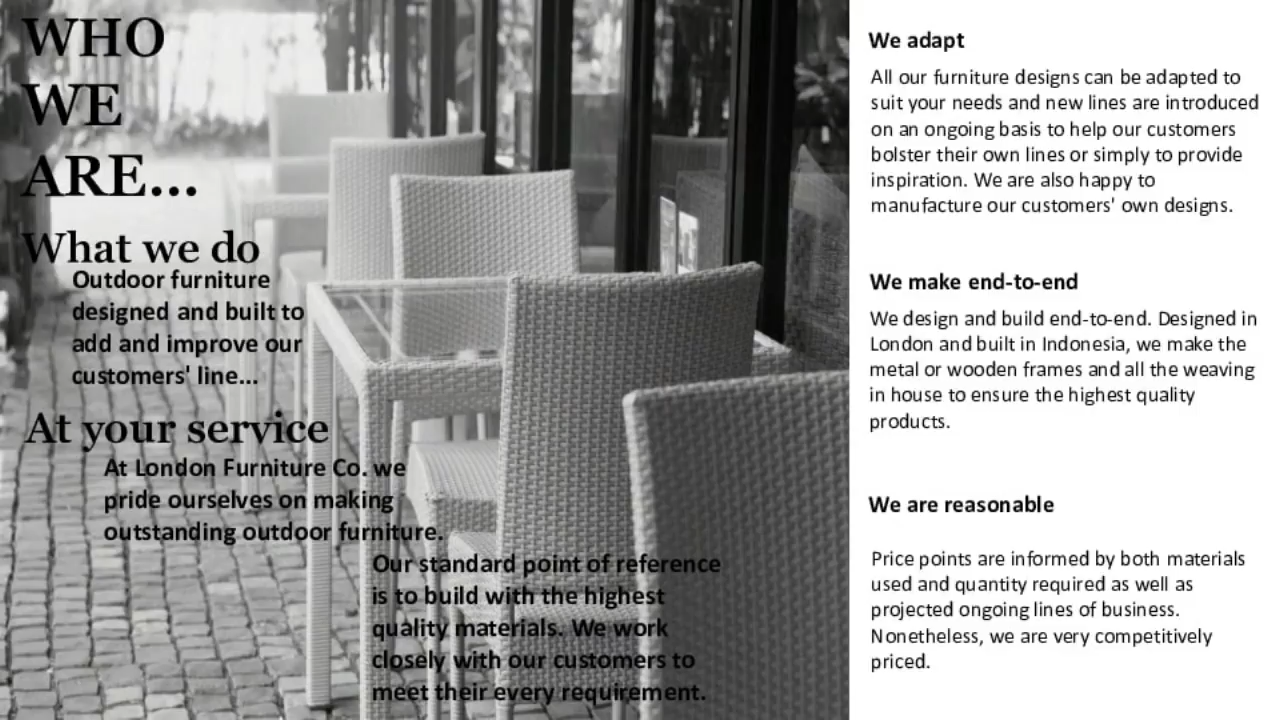 WHO
WE
ARE...
What we do
Outdoor furniture
designed and built to
add and improve our
customers' line...
At your service
At London Furniture Co. we
pride ourselves on making
outstanding outdoor furniture.
Our standard point of reference
is to build with the highest
quality materials. We work
closely with our customers to
meet their every requirement.
We adapt
All our furniture designs can be adapted to
suit your needs and new lines are introduced
on an ongoing basis to help our customers
bolster their own lines or simply to provide
inspiration. We are also happy to
manufacture our customers' own designs.
We make end-to-end
We design and build end-to-end. Designed in
London and built in Indonesia, we make the
metal or wooden frames and all the weaving
in house to ensure the highest quality
products.
We are reasonable
Price points are informed by both materials
used and quantity required as well as
projected ongoing lines of business.
Nonetheless, we are very competitively
priced.